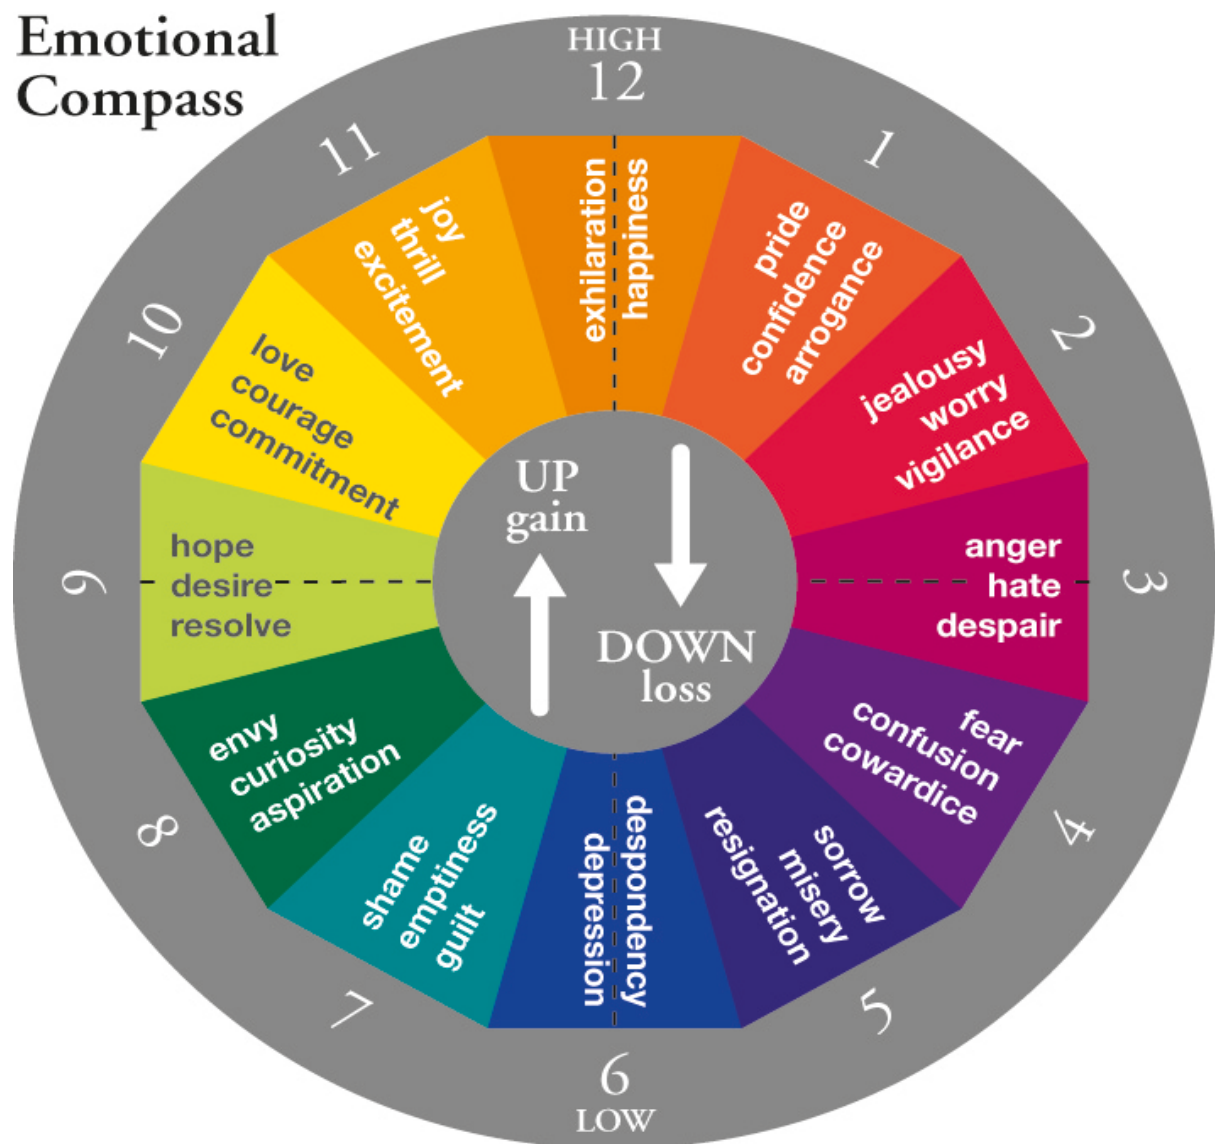 Emotional
Compass
HIGH
12
exhilaration
happiness
1
pride
confidence
arrogance
2
jealousy
worry
vigilance
3
anger
hate
despair
4
fear
confusion
cowardice
5
sorrow
misery
resignation
6
LOW
despondency
depression
7
shame
emptiness
guilt
8
envy
curiosity
aspiration
9
hope
desire
resolve
10
love
courage
commitment
11
joy
thrill
excitement
UP
gain
DOWN
loss